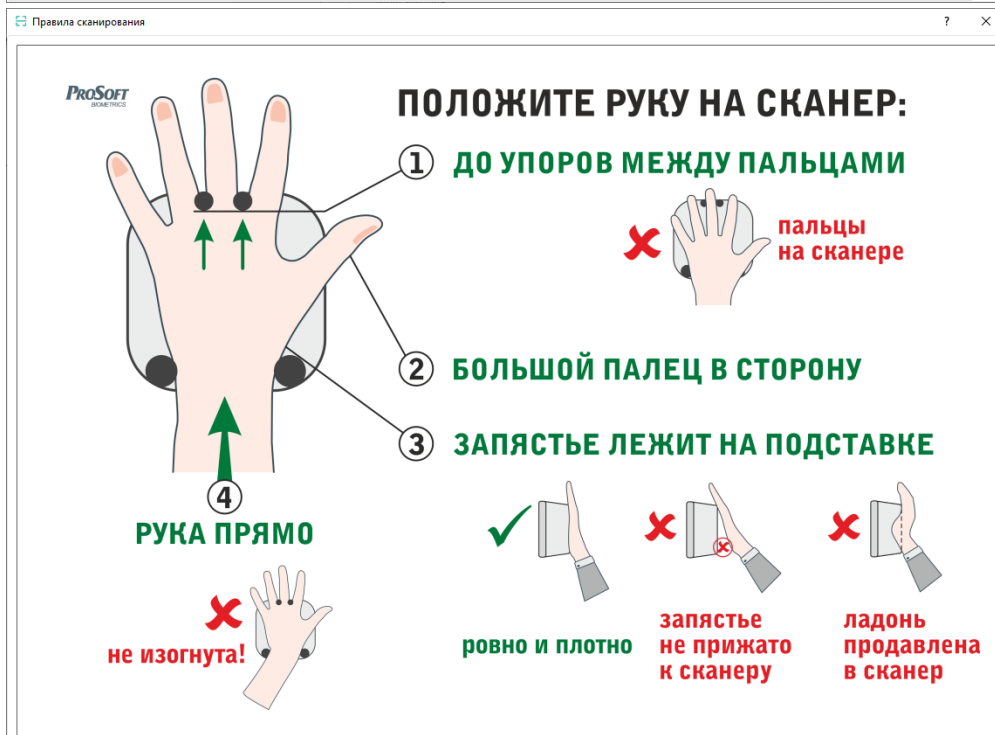 Правила сканирования
?
PROSOFT
BIOMETRICS
ПОЛОЖИТЕ РУКУ НА СКАНЕР:
1 ДО УПОРОВ МЕЖДУ ПАЛЬЦАМИ
пальцы
на сканере
2 БОЛЬШОЙ ПАЛЕЦ В СТОРОНУ
3 ЗАПЯСТЬЕ ЛЕЖИТ НА ПОДСТАВКЕ
4
РУКА ПРЯМО
не изогнута!
ровно и плотно
запястье
не прижато
к сканеру
ладонь
продавлена
в сканер